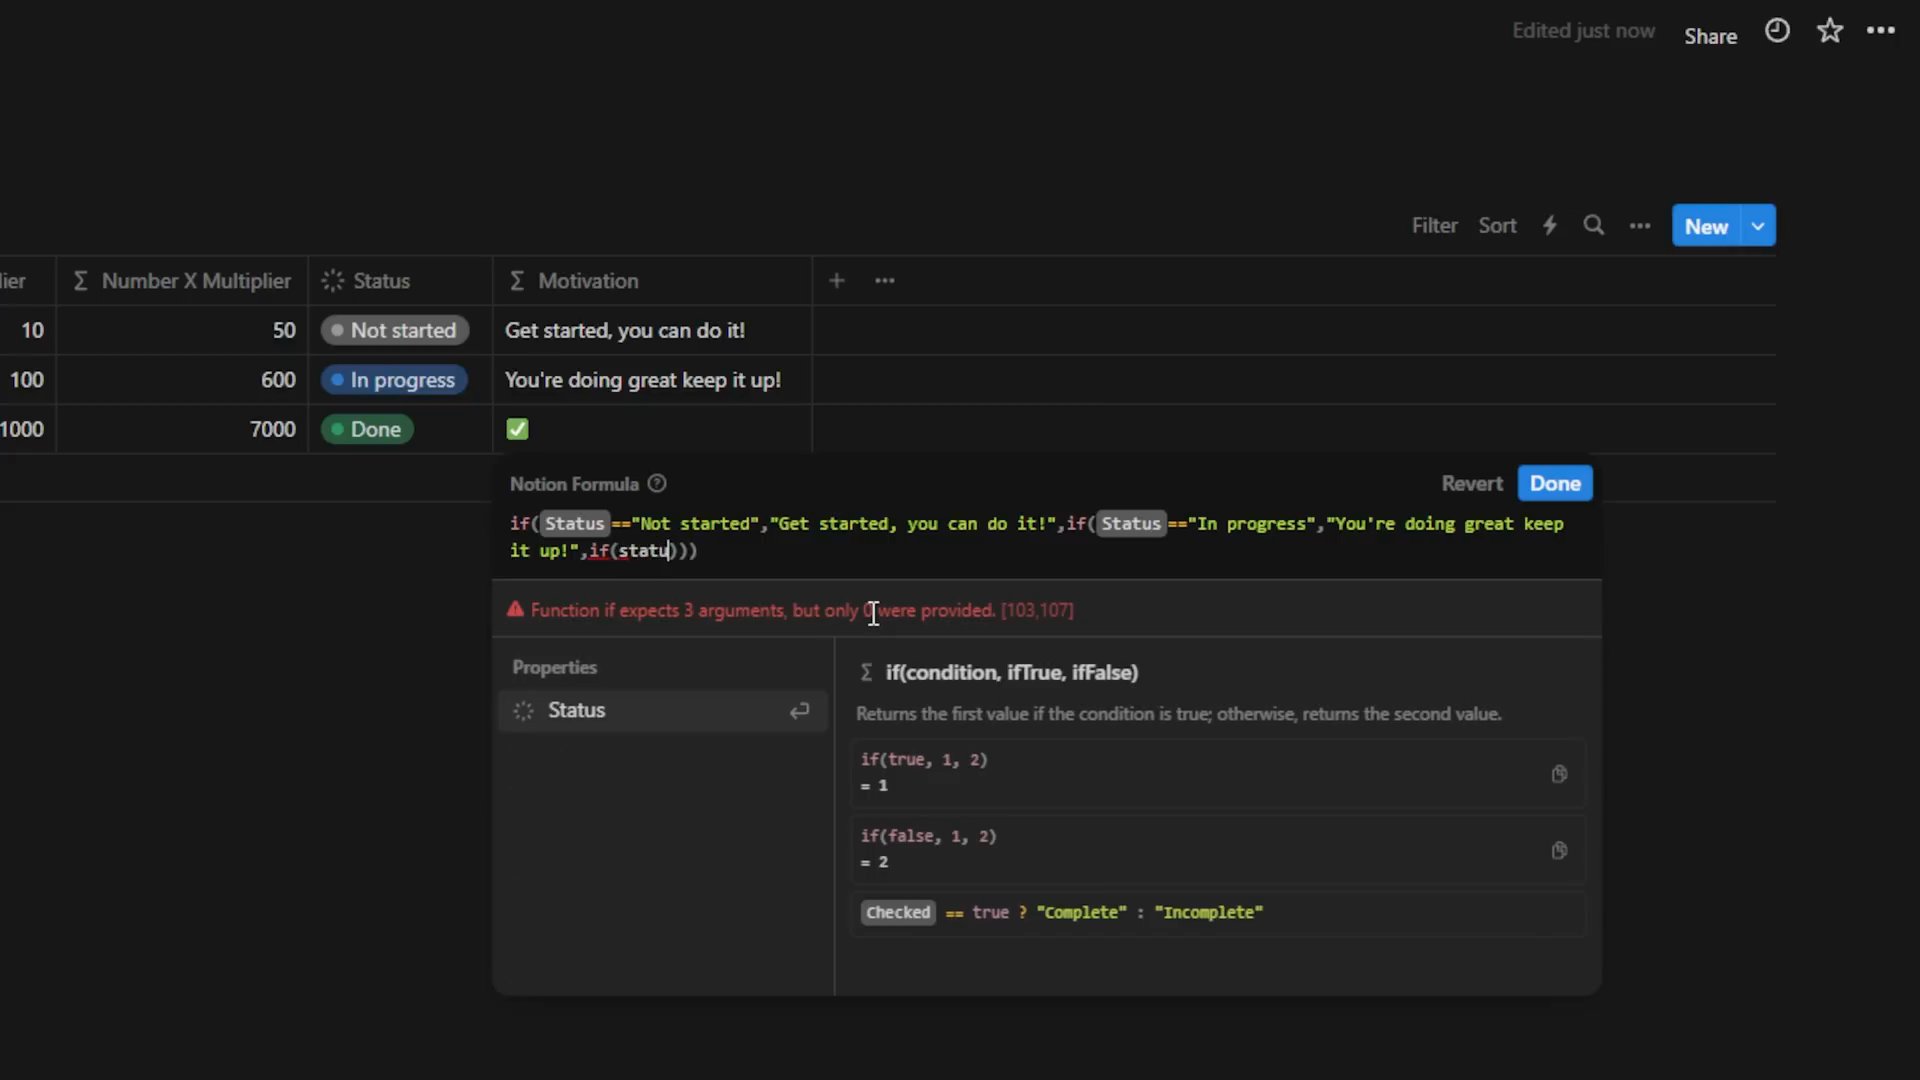 Edited just now Share
Filter Sort New
lier Number X Multiplier Status Motivation
10 50 Not started Get started, you can do it!
100 600 In progress You're doing great keep it up!
1000 7000 Done
Notion Formula Revert Done
if(Status=="Not started","Get started, you can do it!",if(Status=="In progress","You're doing great keep
it up!",if(statu)))
Function if expects 3 arguments, but only 0 were provided. [103,107]
Properties
Status
if(condition, ifTrue, ifFalse)
Returns the first value if the condition is true; otherwise, returns the second value.
if(true, 1, 2)
= 1
if(false, 1, 2)
= 2
Checked == true ? "Complete" : "Incomplete"